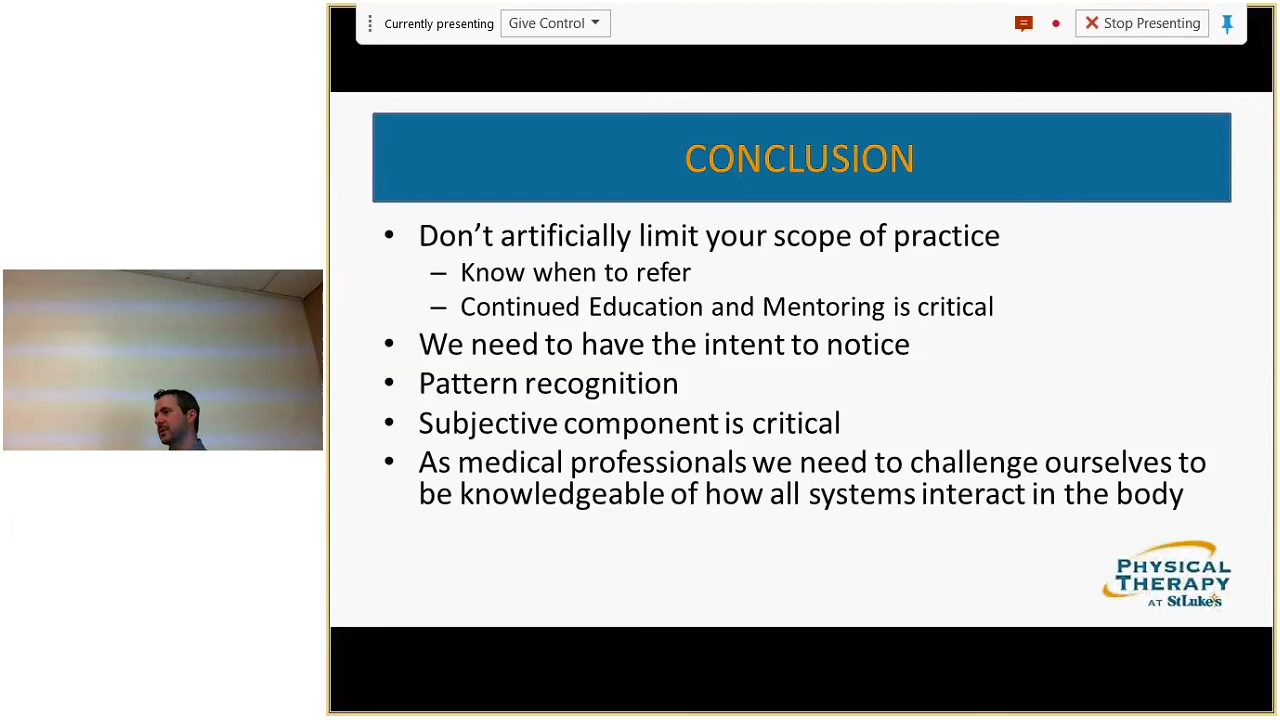 Currently presenting Give Control Stop Presenting
CONCLUSION
• Don't artificially limit your scope of practice
– Know when to refer
– Continued Education and Mentoring is critical
• We need to have the intent to notice
• Pattern recognition
• Subjective component is critical
• As medical professionals we need to challenge ourselves to
be knowledgeable of how all systems interact in the body
PHYSICAL
THERAPY
AT StLuke's